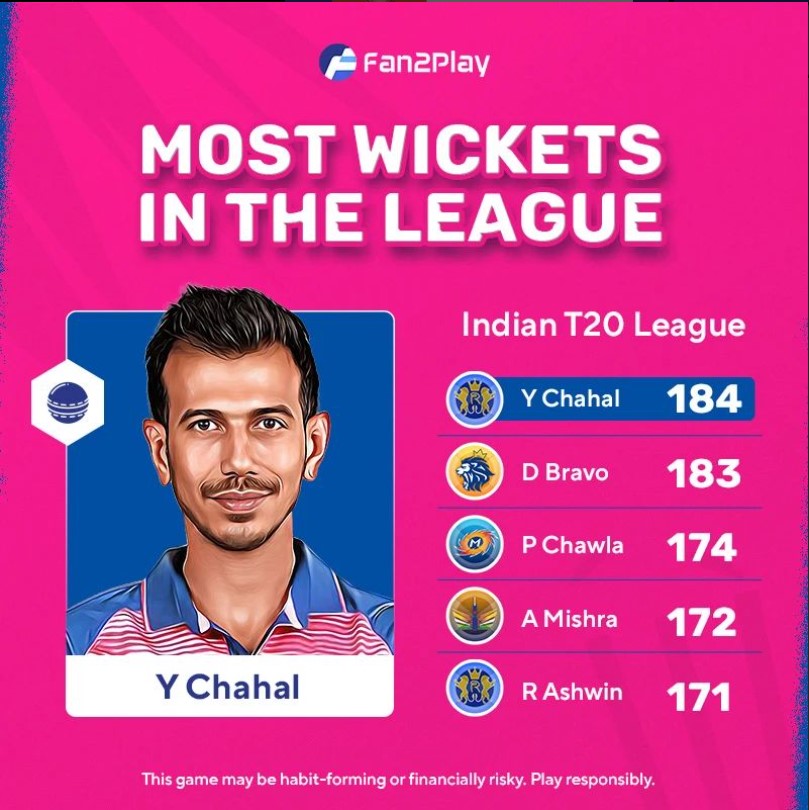 Fan2Play
MOST WICKETS
IN THE LEAGUE
Indian T20 League
Y Chahal 184
D Bravo 183
P Chawla 174
A Mishra 172
R Ashwin 171
Y Chahal
This game may be habit-forming or financially risky. Play responsibly.